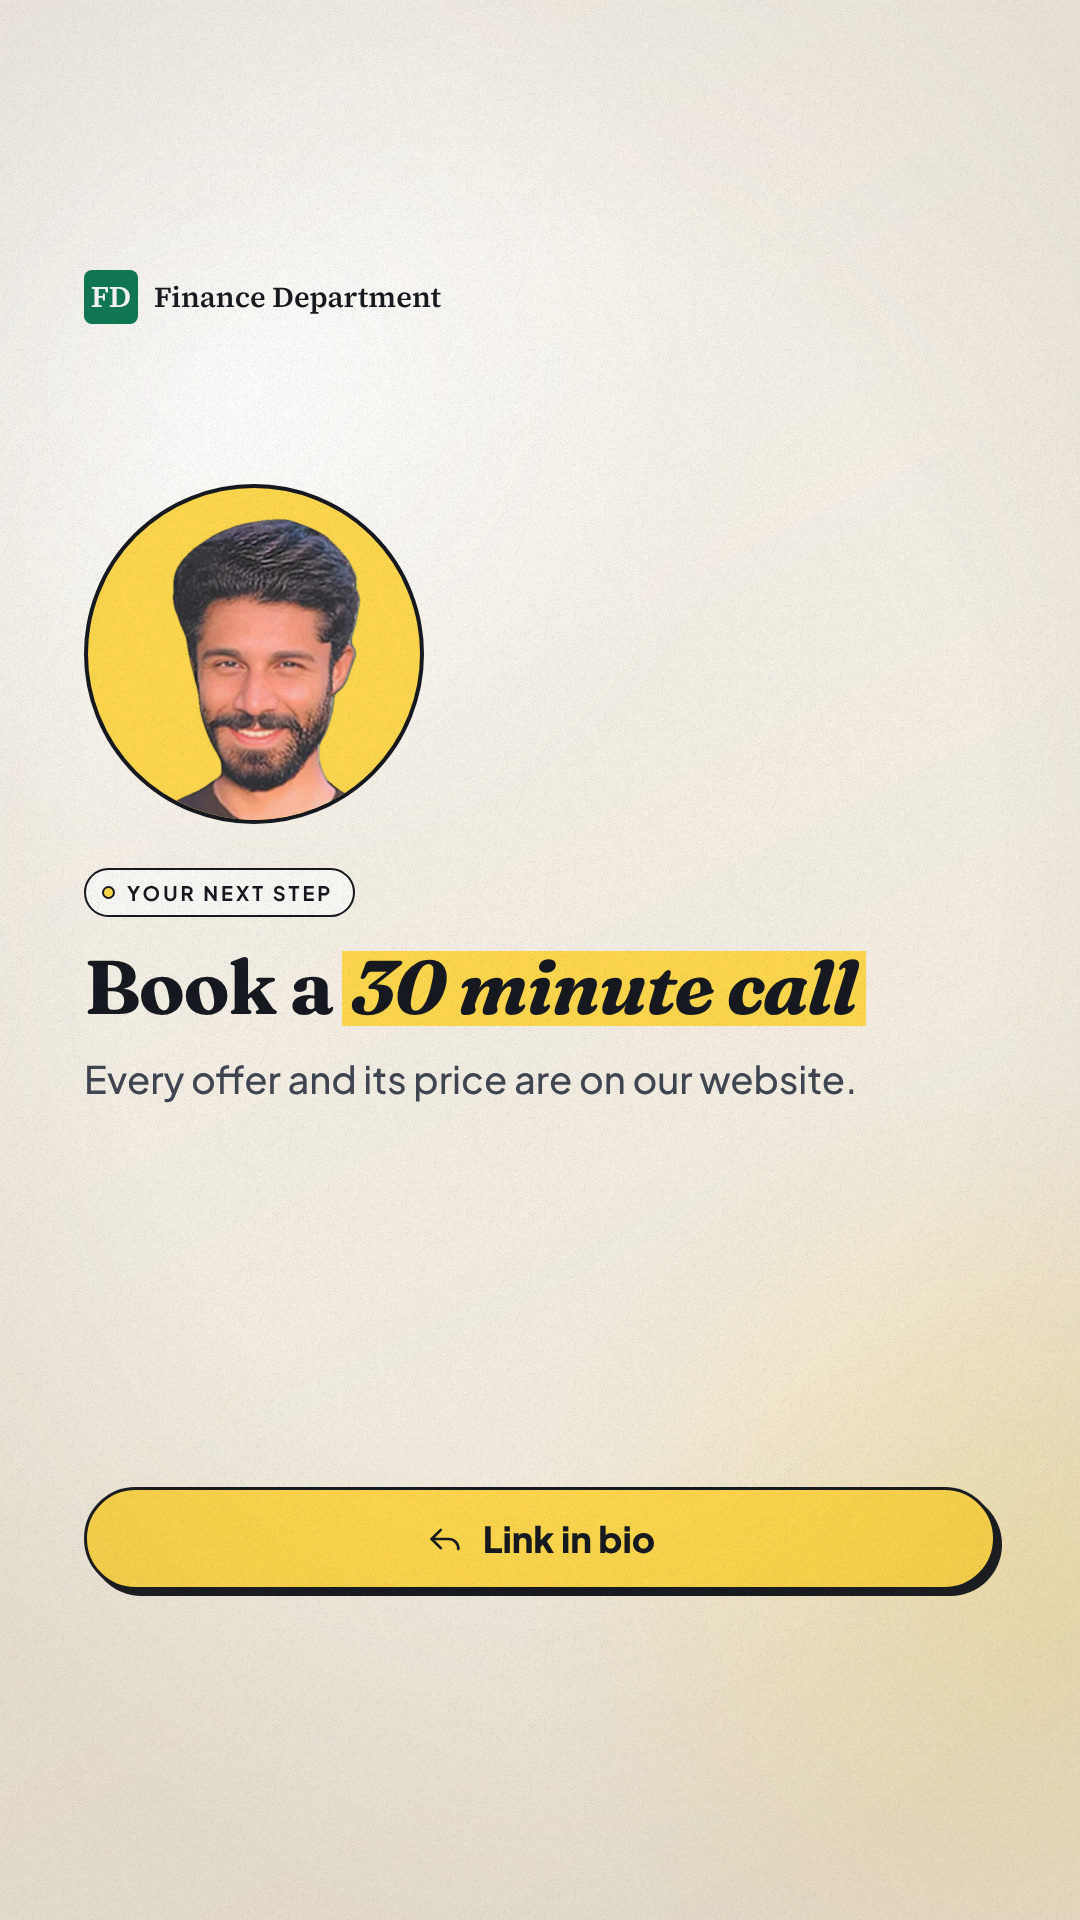 FD Finance Department
YOUR NEXT STEP
Book a 30 minute call
Every offer and its price are on our website.
Link in bio